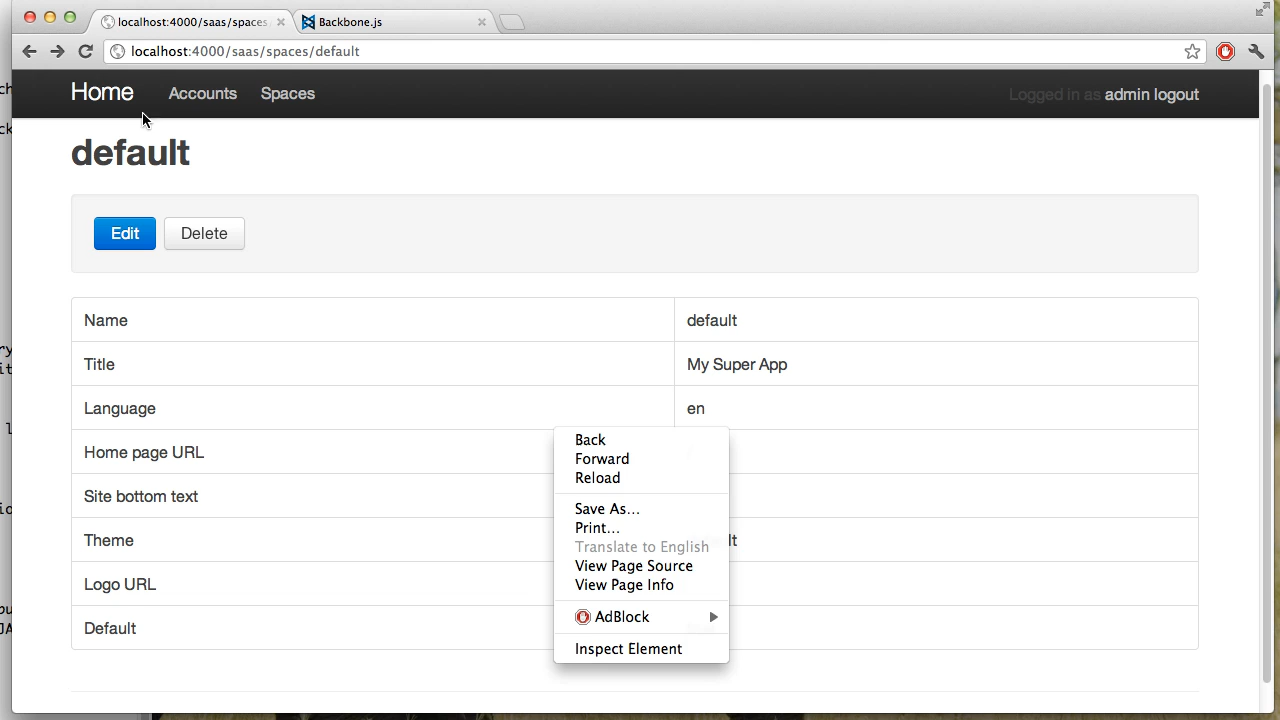 localhost:4000/saas/spaces
Backbone.js
localhost:4000/saas/spaces/default
Home Accounts Spaces
Logged in as admin logout
default
Edit Delete
Name default
Title My Super App
Language en
Home page URL
Site bottom text
Theme lt
Logo URL
Default
Back
Forward
Reload
Save As...
Print...
Translate to English
View Page Source
View Page Info
AdBlock
Inspect Element